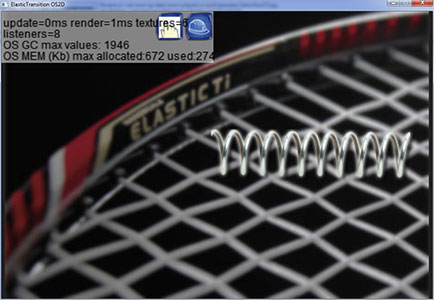 ElasticTransition OS2D
update=0ms render=1ms textures=6
listeners=8
OS GC max values: 1946
OS MEM (Kb) max allocated:672 used:274
ELASTIC Ti